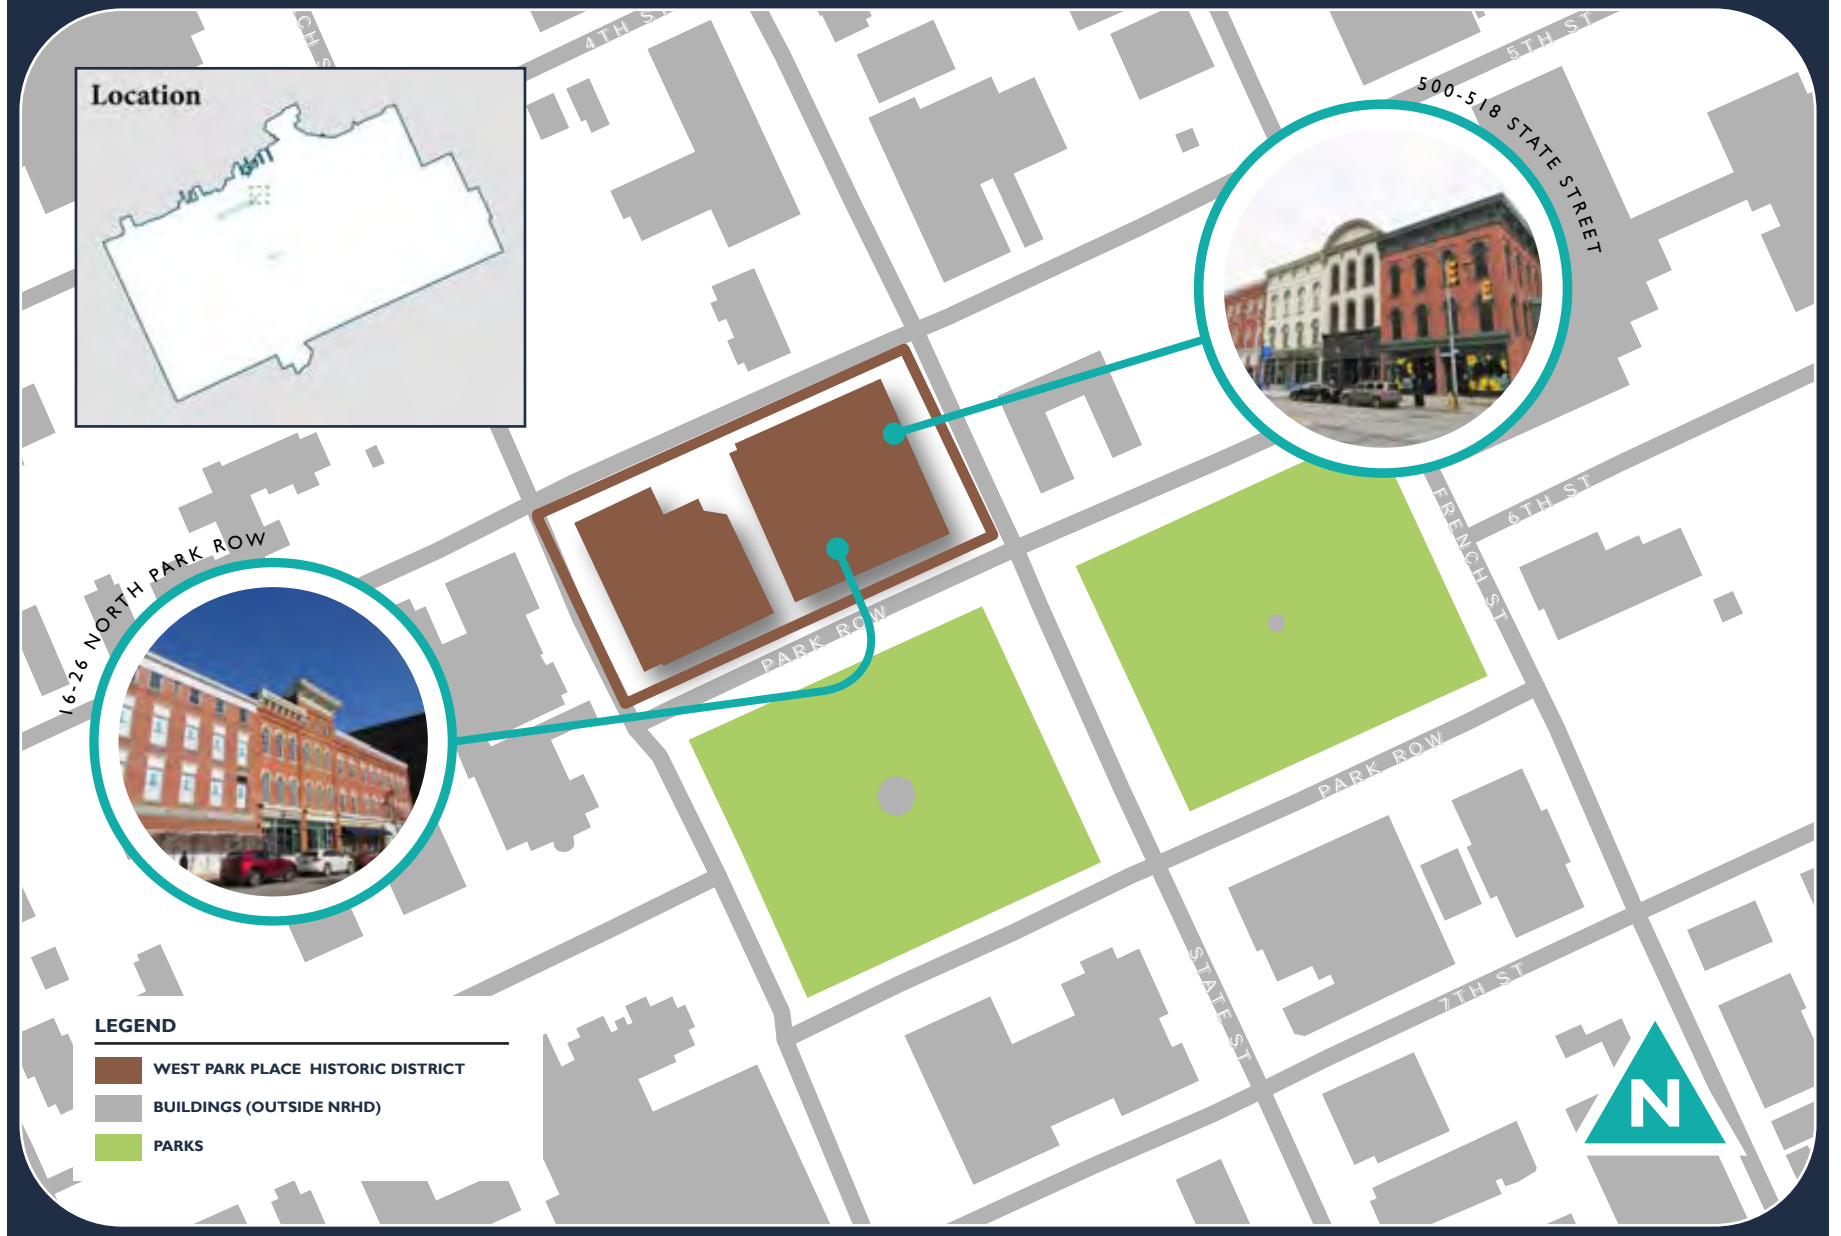 CH S
4TH ST
5TH ST
Location
500-518 STATE STREET
6TH ST
FRENCH ST
16-26 NORTH PARK ROW
PARK ROW
PARK ROW
STATE ST
7TH ST
LEGEND
WEST PARK PLACE HISTORIC DISTRICT
BUILDINGS (OUTSIDE NRHD)
PARKS
N